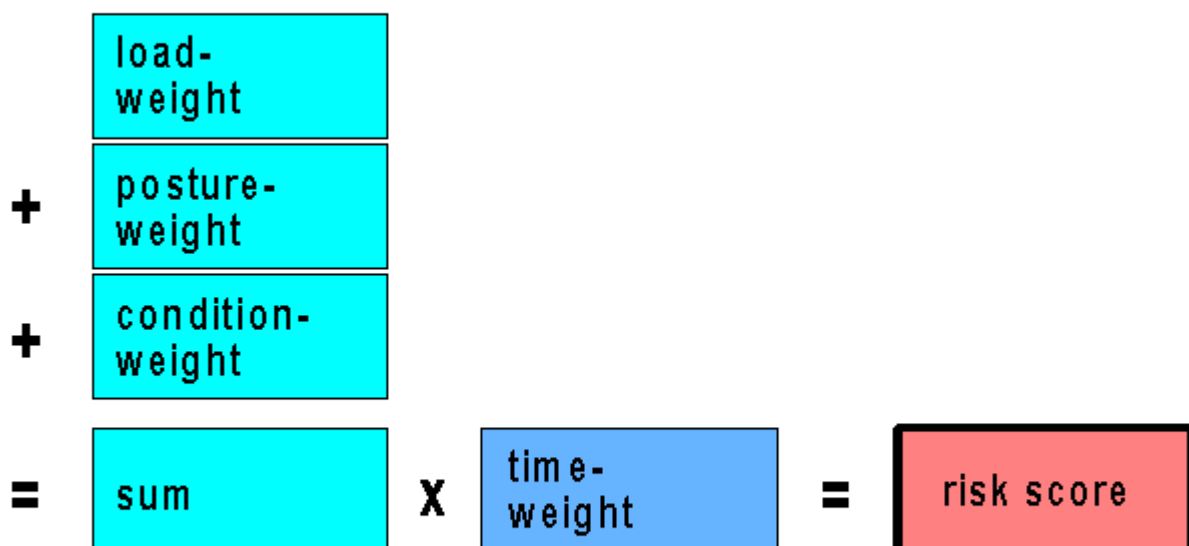 load-
weight
+ posture-
weight
+ condition-
weight
= sum x time-
weight = risk score